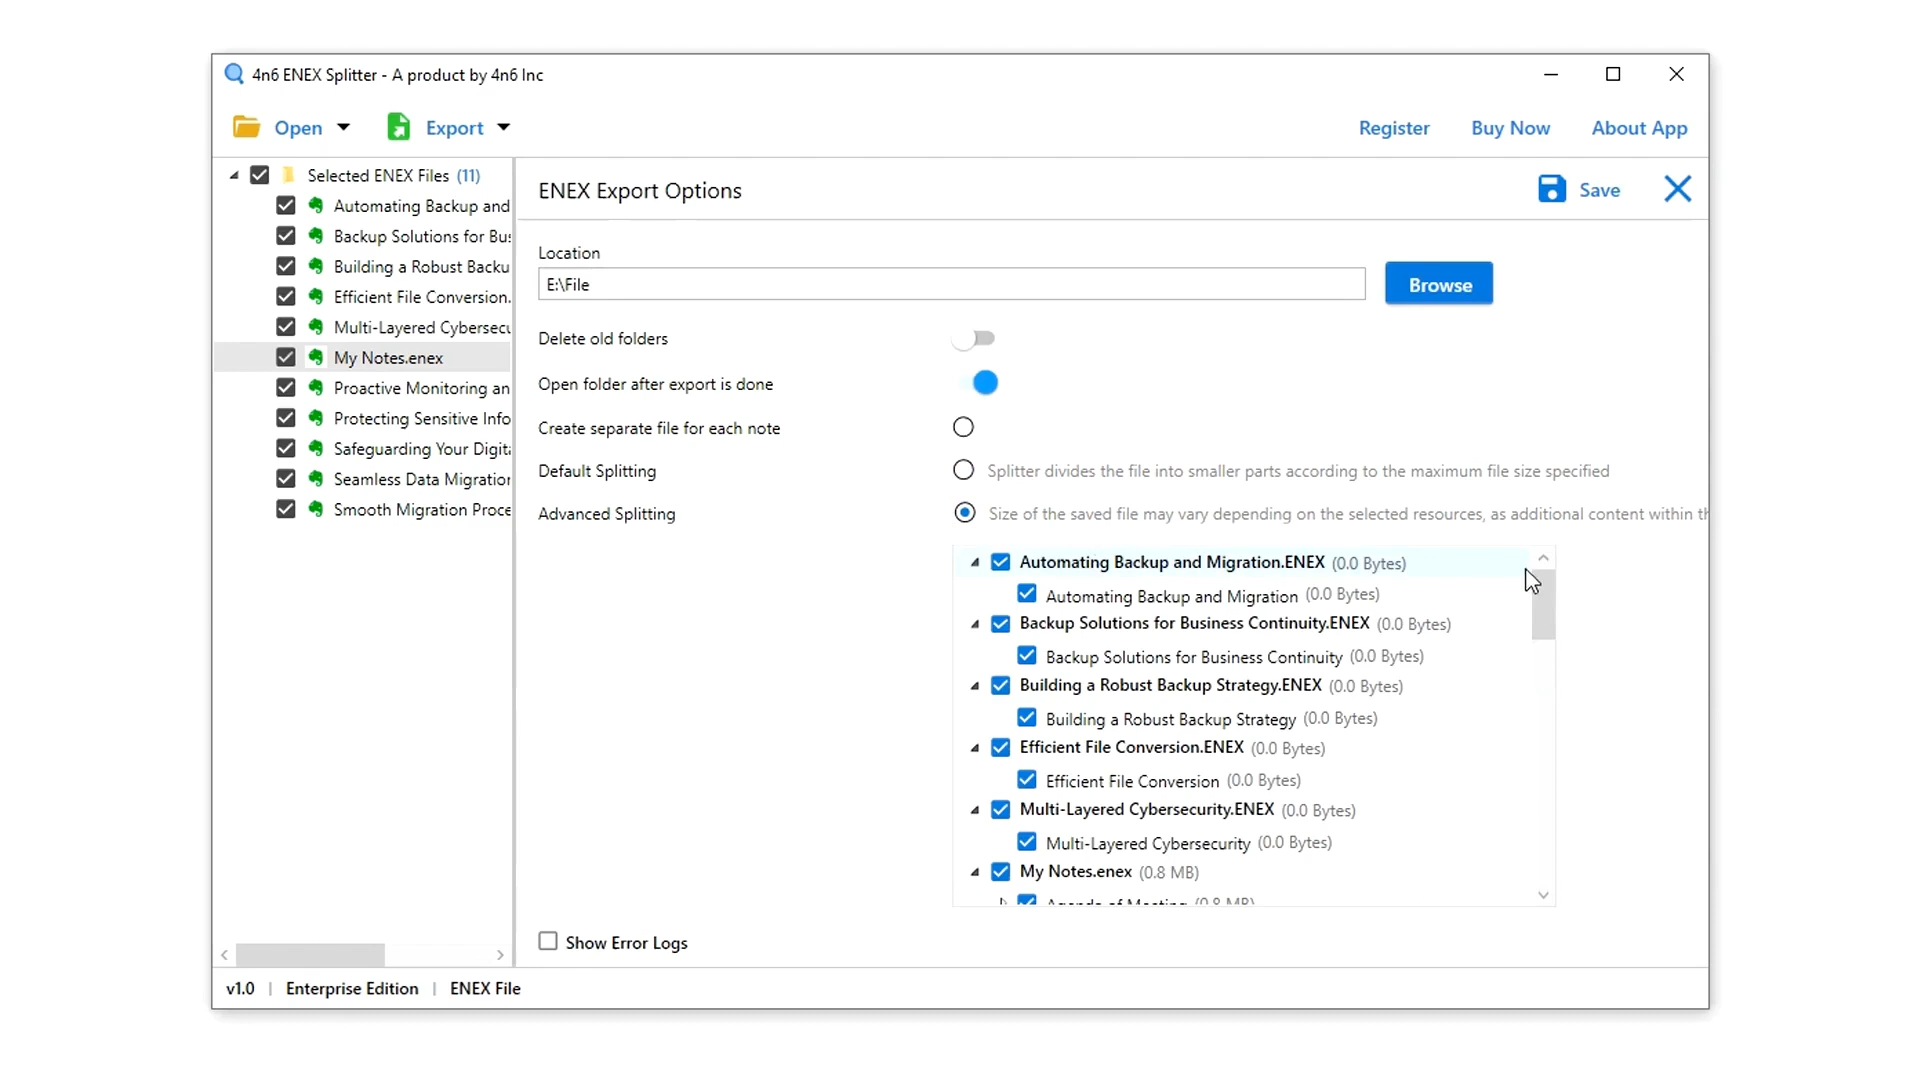 4n6 ENEX Splitter - A product by 4n6 Inc
Open Export Register Buy Now About App
Selected ENEX Files (11)
Automating Backup and
Backup Solutions for Bus
Building a Robust Backu
Efficient File Conversion.
Multi-Layered Cybersecu
My Notes.enex
Proactive Monitoring an
Protecting Sensitive Info
Safeguarding Your Digita
Seamless Data Migration
Smooth Migration Proce
ENEX Export Options
Save
Location
E:\File
Browse
Delete old folders
Open folder after export is done
Create separate file for each note
Default Splitting Splitter divides the file into smaller parts according to the maximum file size specified
Advanced Splitting Size of the saved file may vary depending on the selected resources, as additional content within th
Automating Backup and Migration.ENEX (0.0 Bytes)
Automating Backup and Migration (0.0 Bytes)
Backup Solutions for Business Continuity.ENEX (0.0 Bytes)
Backup Solutions for Business Continuity (0.0 Bytes)
Building a Robust Backup Strategy.ENEX (0.0 Bytes)
Building a Robust Backup Strategy (0.0 Bytes)
Efficient File Conversion.ENEX (0.0 Bytes)
Efficient File Conversion (0.0 Bytes)
Multi-Layered Cybersecurity.ENEX (0.0 Bytes)
Multi-Layered Cybersecurity (0.0 Bytes)
My Notes.enex (0.8 MB)
Agenda of Meeting (0.8 MB)
Show Error Logs
v1.0 | Enterprise Edition | ENEX File